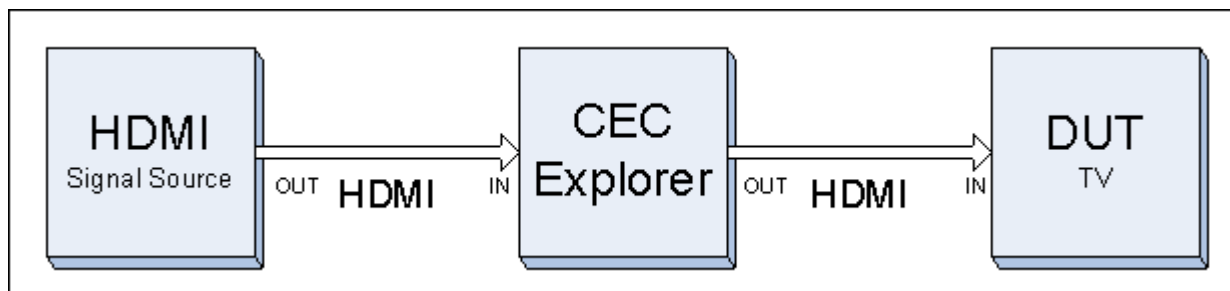 HDMI
Signal Source
OUT HDMI IN
CEC
Explorer
OUT HDMI IN
DUT
TV